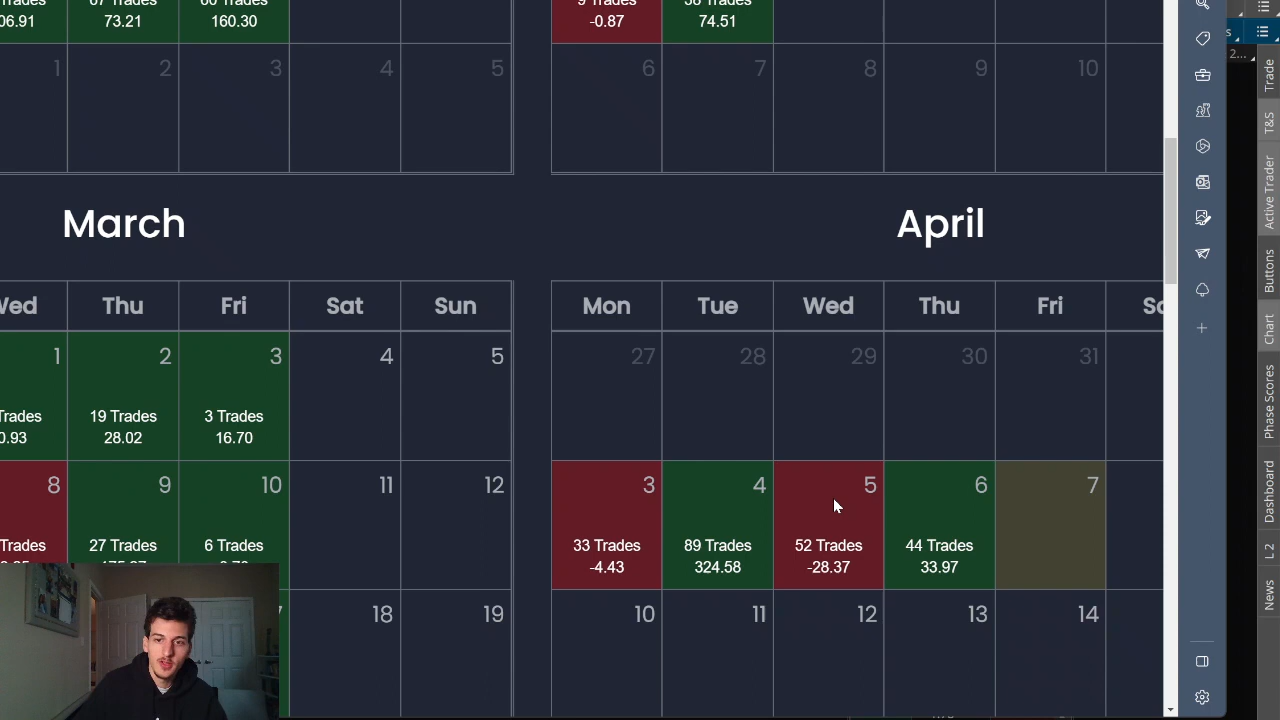 06.91
73.21
160.30
-0.87
74.51
1 2 3 4 5
6 7 8 9 10
March
April
Wed Thu Fri Sat Sun
Mon Tue Wed Thu Fri
1 2 3 4 5
27 28 29 30 31
Trades 19 Trades 3 Trades
0.93 28.02 16.70
8 9 10 11 12
3 4 5 6 7
Trades 27 Trades 6 Trades
33 Trades 89 Trades 52 Trades 44 Trades
-4.43 324.58 -28.37 33.97
18 19
10 11 12 13 14
Trade
T&S
Active Trader
Buttons
Chart
Phase Scores
Dashboard
L 2
News